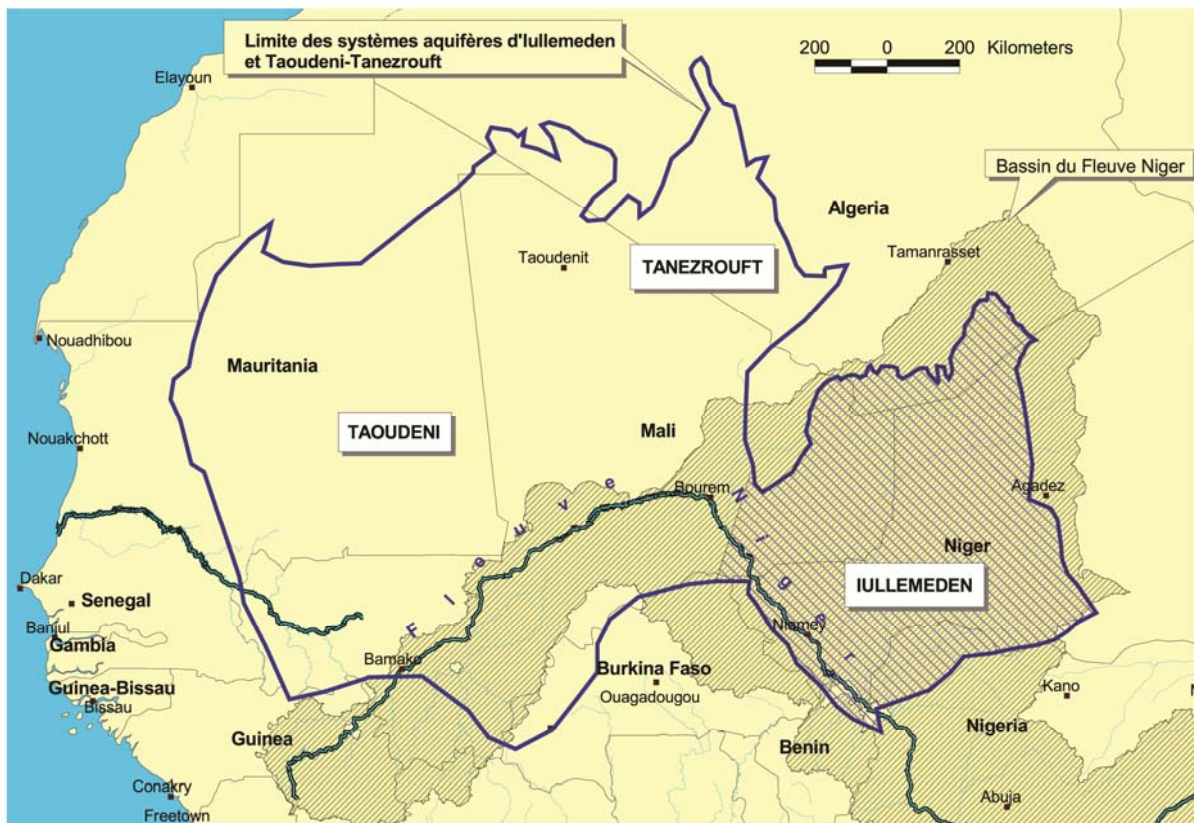 Limite des systèmes aquifères d'Iullemeden
et Taoudeni-Tanezrouft
200 0 200 Kilometers
Elayoun
Bassin du Fleuve Niger
Algeria
Tamanrasset
Taoudenit
TANEZROUFT
Nouadhibou
Mauritania
TAOUDENI
Mali
Nouakchott
Bourem
Agadez
Fleuve Niger
Niger
IULLEMEDEN
Dakar
Senegal
Banjul
Gambia
Niamey
Bamako
Burkina Faso
Ouagadougou
Guinea-Bissau
Bissau
Kano
N
Guinea
Benin
Nigeria
Conakry
Freetown
Abuja